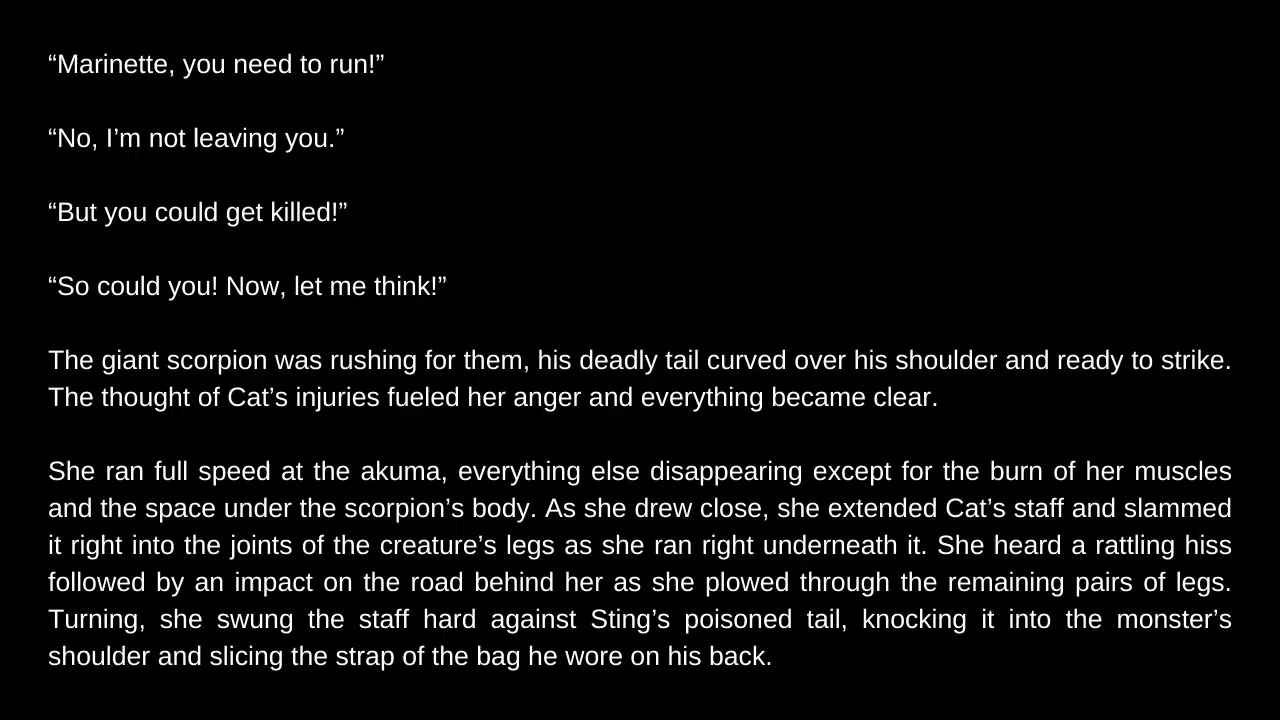 “Marinette, you need to run!”
“No, I’m not leaving you.”
“But you could get killed!”
“So could you! Now, let me think!”
The giant scorpion was rushing for them, his deadly tail curved over his shoulder and ready to strike.
The thought of Cat’s injuries fueled her anger and everything became clear.
She ran full speed at the akuma, everything else disappearing except for the burn of her muscles
and the space under the scorpion’s body. As she drew close, she extended Cat’s staff and slammed
it right into the joints of the creature’s legs as she ran right underneath it. She heard a rattling hiss
followed by an impact on the road behind her as she plowed through the remaining pairs of legs.
Turning, she swung the staff hard against Sting’s poisoned tail, knocking it into the monster’s
shoulder and slicing the strap of the bag he wore on his back.